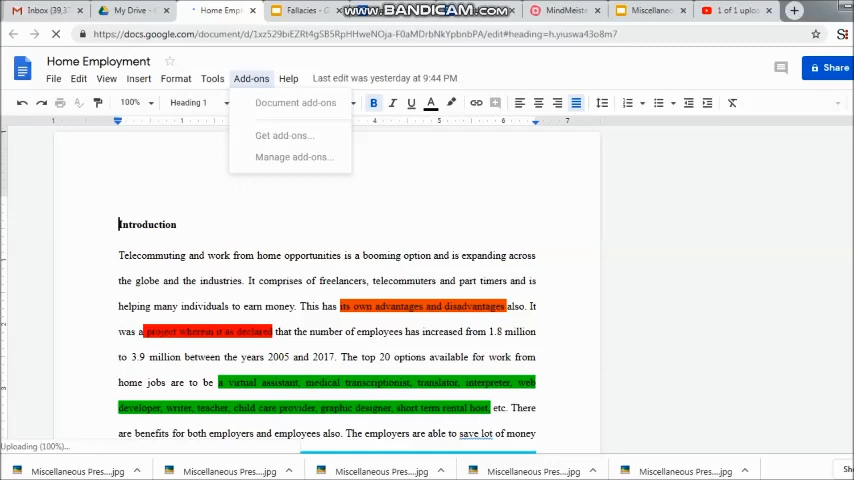 Inbox (39,3
My Drive - G
Home Empl
Fallacies - G
WWW.BANDICAM.COM
MindMeiste
Miscellaneo
1 of 1 upload
https://docs.google.com/document/d/1xz529biEZRt4gSB5RpHHweNOja-F0aMDrbNkYpbnbPA/edit#heading=h.yiuswa43o8m7
Home Employment
File Edit View Insert Format Tools Add-ons Help Last edit was yesterday at 9:44 PM
Share
100% Heading 1 B I U A
Document add-ons
Get add-ons...
Manage add-ons...
1 1 4 5 6 7
Introduction
Telecommuting and work from home opportunities is a booming option and is expanding across
the globe and the industries. It comprises of freelancers, telecommuters and part timers and is
helping many individuals to earn money. This has its own advantages and disadvantages also. It
was a project wherein it as declared that the number of employees has increased from 1.8 million
to 3.9 million between the years 2005 and 2017. The top 20 options available for work from
home jobs are to be a virtual assistant, medical transcriptionist, translator, interpreter, web
developer, writer, teacher, child care provider, graphic designer, short term rental host, etc. There
are benefits for both employers and employees also. The employers are able to save lot of money
Uploading (100%)...
Miscellaneous Pres....jpg
Miscellaneous Pres....jpg
Miscellaneous Pres....jpg
Miscellaneous Pres....jpg
Miscellaneous Pres....jpg
Sho